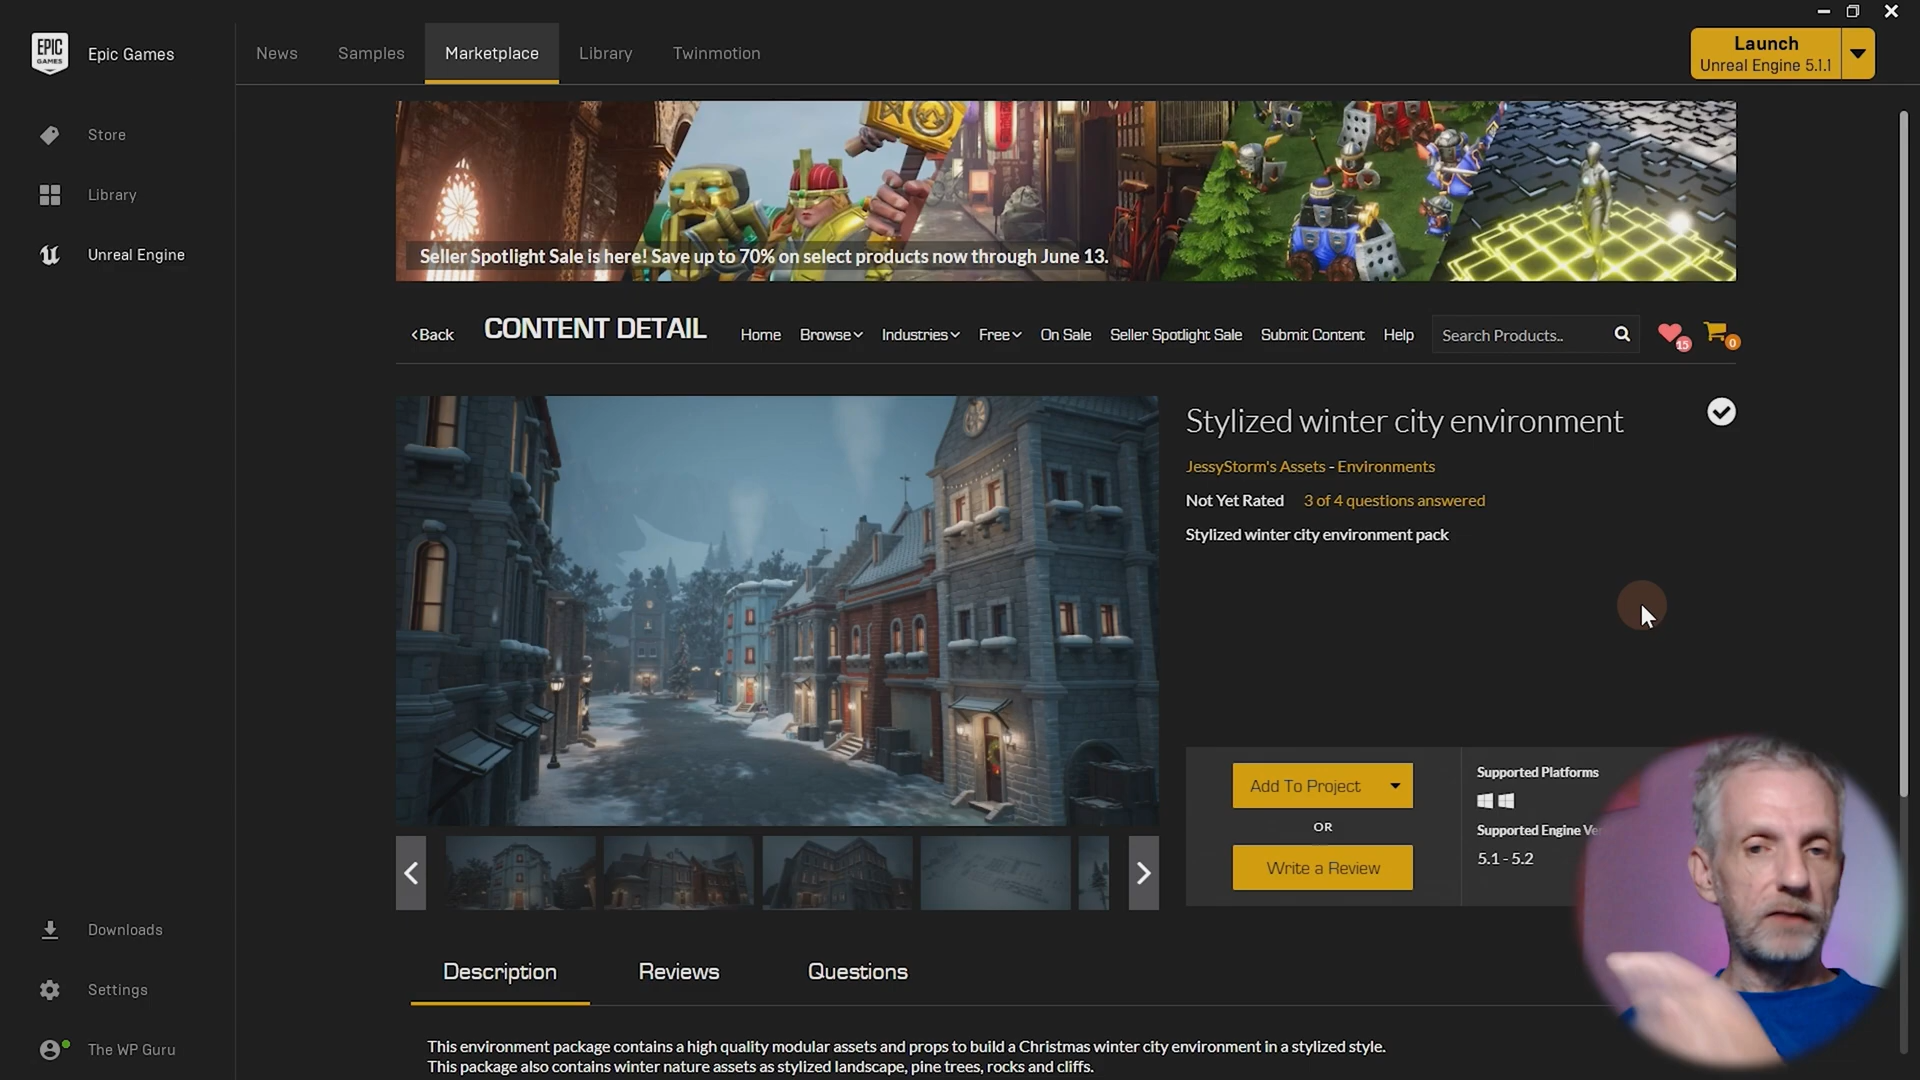 EPIC
GAMES
Epic Games
News
Samples
Marketplace
Library
Twinmotion
Launch
Unreal Engine 5.1.1
Store
Library
Unreal Engine
Seller Spotlight Sale is here! Save up to 70% on select products now through June 13.
Back
CONTENT DETAIL
Home
Browse
Industries
Free
On Sale
Seller Spotlight Sale
Submit Content
Help
Search Products..
15
0
Stylized winter city environment
JessyStorm's Assets - Environments
Not Yet Rated
3 of 4 questions answered
Stylized winter city environment pack
Add To Project
OR
Write a Review
Supported Platforms
Supported Engine
5.1 - 5.2
Description
Reviews
Questions
This environment package contains a high quality modular assets and props to build a Christmas winter city environment in a stylized style.
This package also contains winter nature assets as stylized landscape, pine trees, rocks and cliffs.
Downloads
Settings
The WP Guru